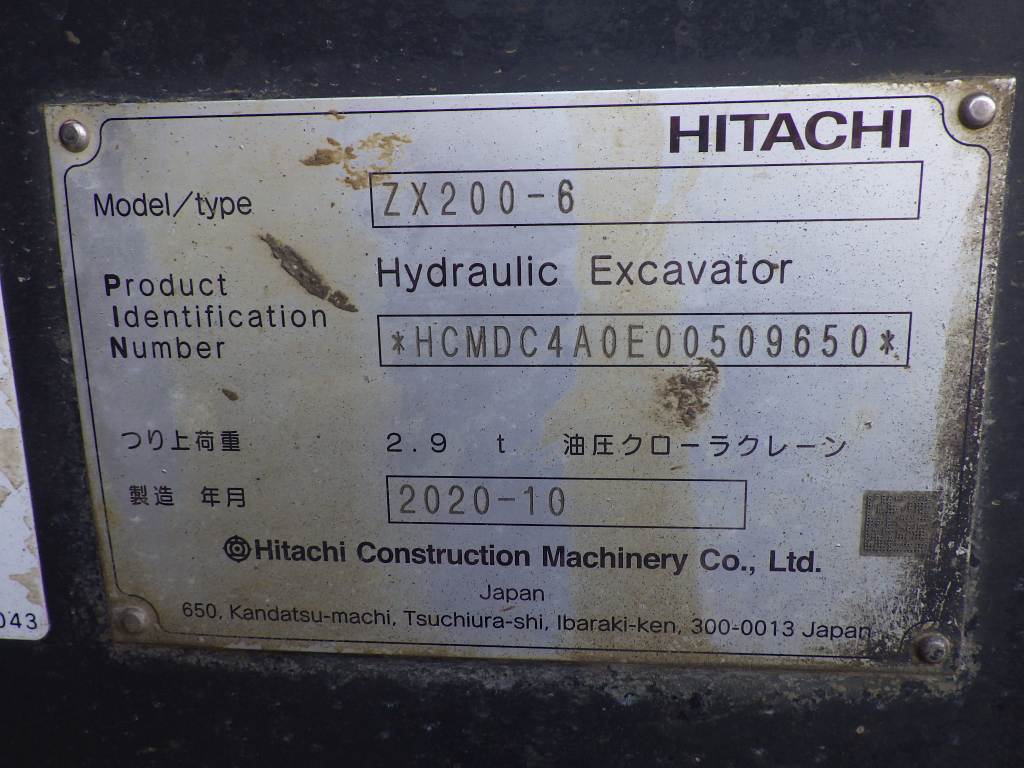 HITACHI
Model/type ZX200-6
Hydraulic Excavator
Product
Identification
Number *HCMDC4A0E00509650*
つり上荷重 2.9 t 油圧クローラクレーン
製造 年月 2020-10
Hitachi Construction Machinery Co., Ltd.
Japan
650, Kandatsu-machi, Tsuchiura-shi, Ibaraki-ken, 300-0013 Japan
043